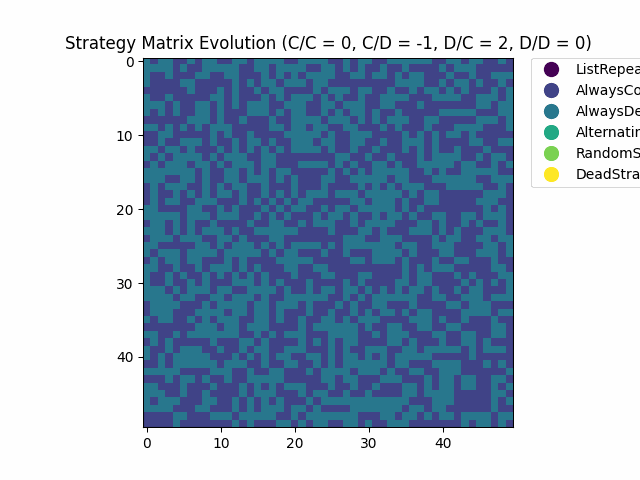 Strategy Matrix Evolution (C/C = 0, C/D = -1, D/C = 2, D/D = 0)
0
10
20
30
40
0 10 20 30 40
ListRepea
AlwaysCo
AlwaysDe
Alternatin
RandomS
DeadStra